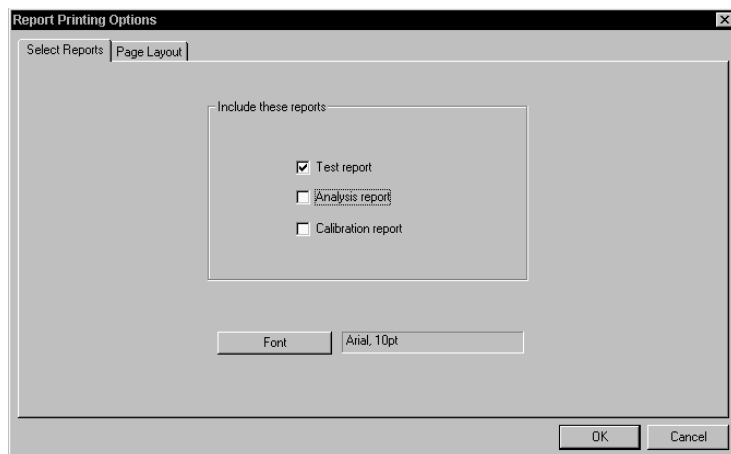 Report Printing Options
Select Reports
Page Layout
Include these reports
Test report
Analysis report
Calibration report
Font
Arial, 10pt
OK
Cancel